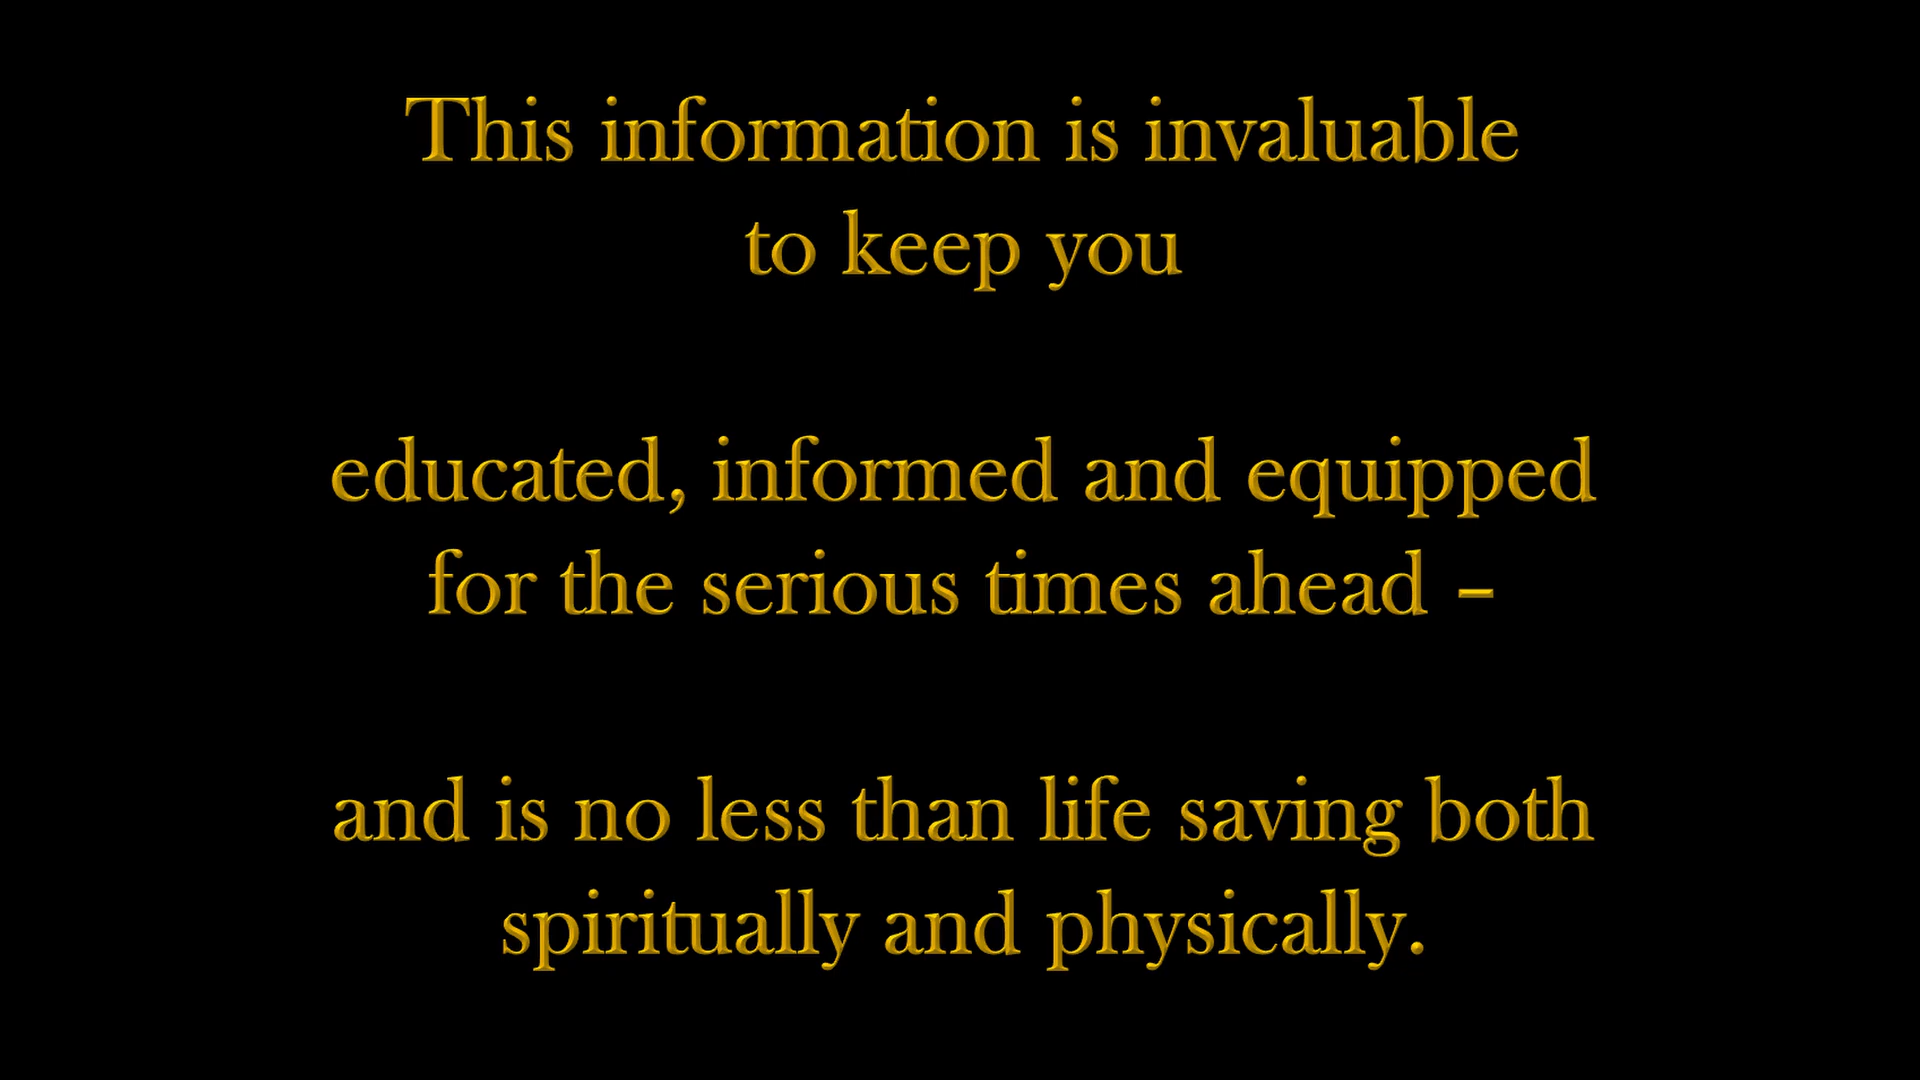 This information is invaluable
to keep you
educated, informed and equipped
for the serious times ahead –
and is no less than life saving both
spiritually and physically.